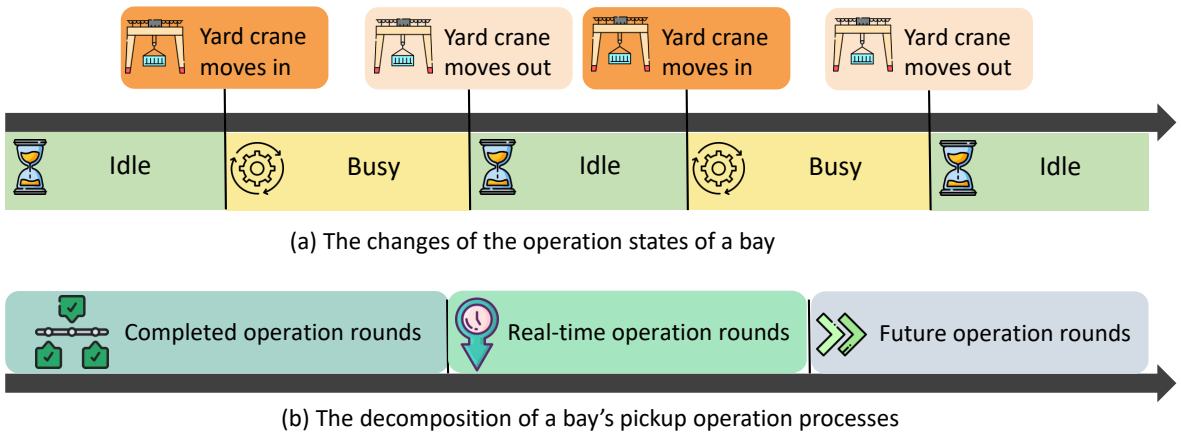 Yard crane
moves in
Yard crane
moves out
Yard crane
moves in
Yard crane
moves out
Idle
Busy
Idle
Busy
Idle
(a) The changes of the operation states of a bay
Completed operation rounds
Real-time operation rounds
Future operation rounds
(b) The decomposition of a bay’s pickup operation processes